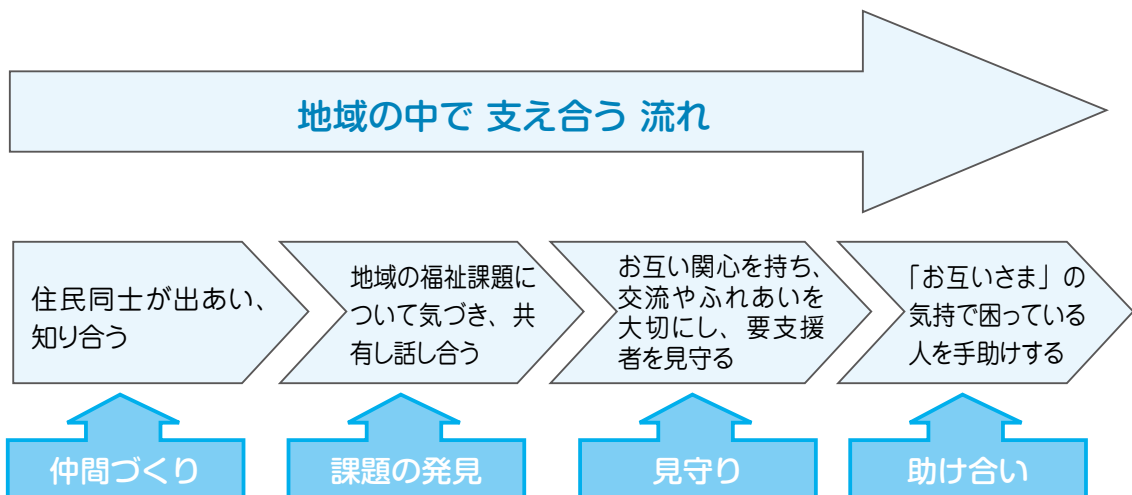 地域の中で 支え合う 流れ
住民同士が出あい、
知り合う
地域の福祉課題に
ついて気づき、共
有し話し合う
お互い関心を持ち、
交流やふれあいを
大切にし、要支援
者を見守る
「お互いさま」の
気持で困っている
人を手助けする
仲間づくり
課題の発見
見守り
助け合い